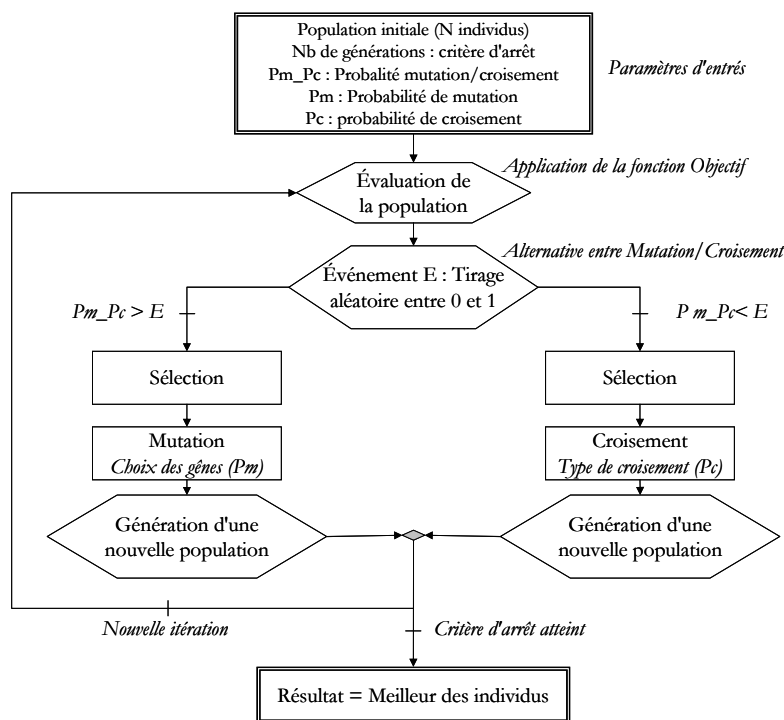 Population initiale (N individus)
Nb de générations : critère d'arrêt
Pm_Pc : Probalité mutation/croisement
Pm : Probabilité de mutation
Pc : probabilité de croisement
Paramètres d'entrés
Application de la fonction Objectif
Évaluation de
la population
Alternative entre Mutation/Croisement
Événement E : Tirage
aléatoire entre 0 et 1
Pm_Pc > E
P m_Pc< E
Sélection
Sélection
Mutation
Choix des gênes (Pm)
Croisement
Type de croisement (Pc)
Génération d'une
nouvelle population
Génération d'une
nouvelle population
Nouvelle itération
Critère d'arrêt atteint
Résultat = Meilleur des individus